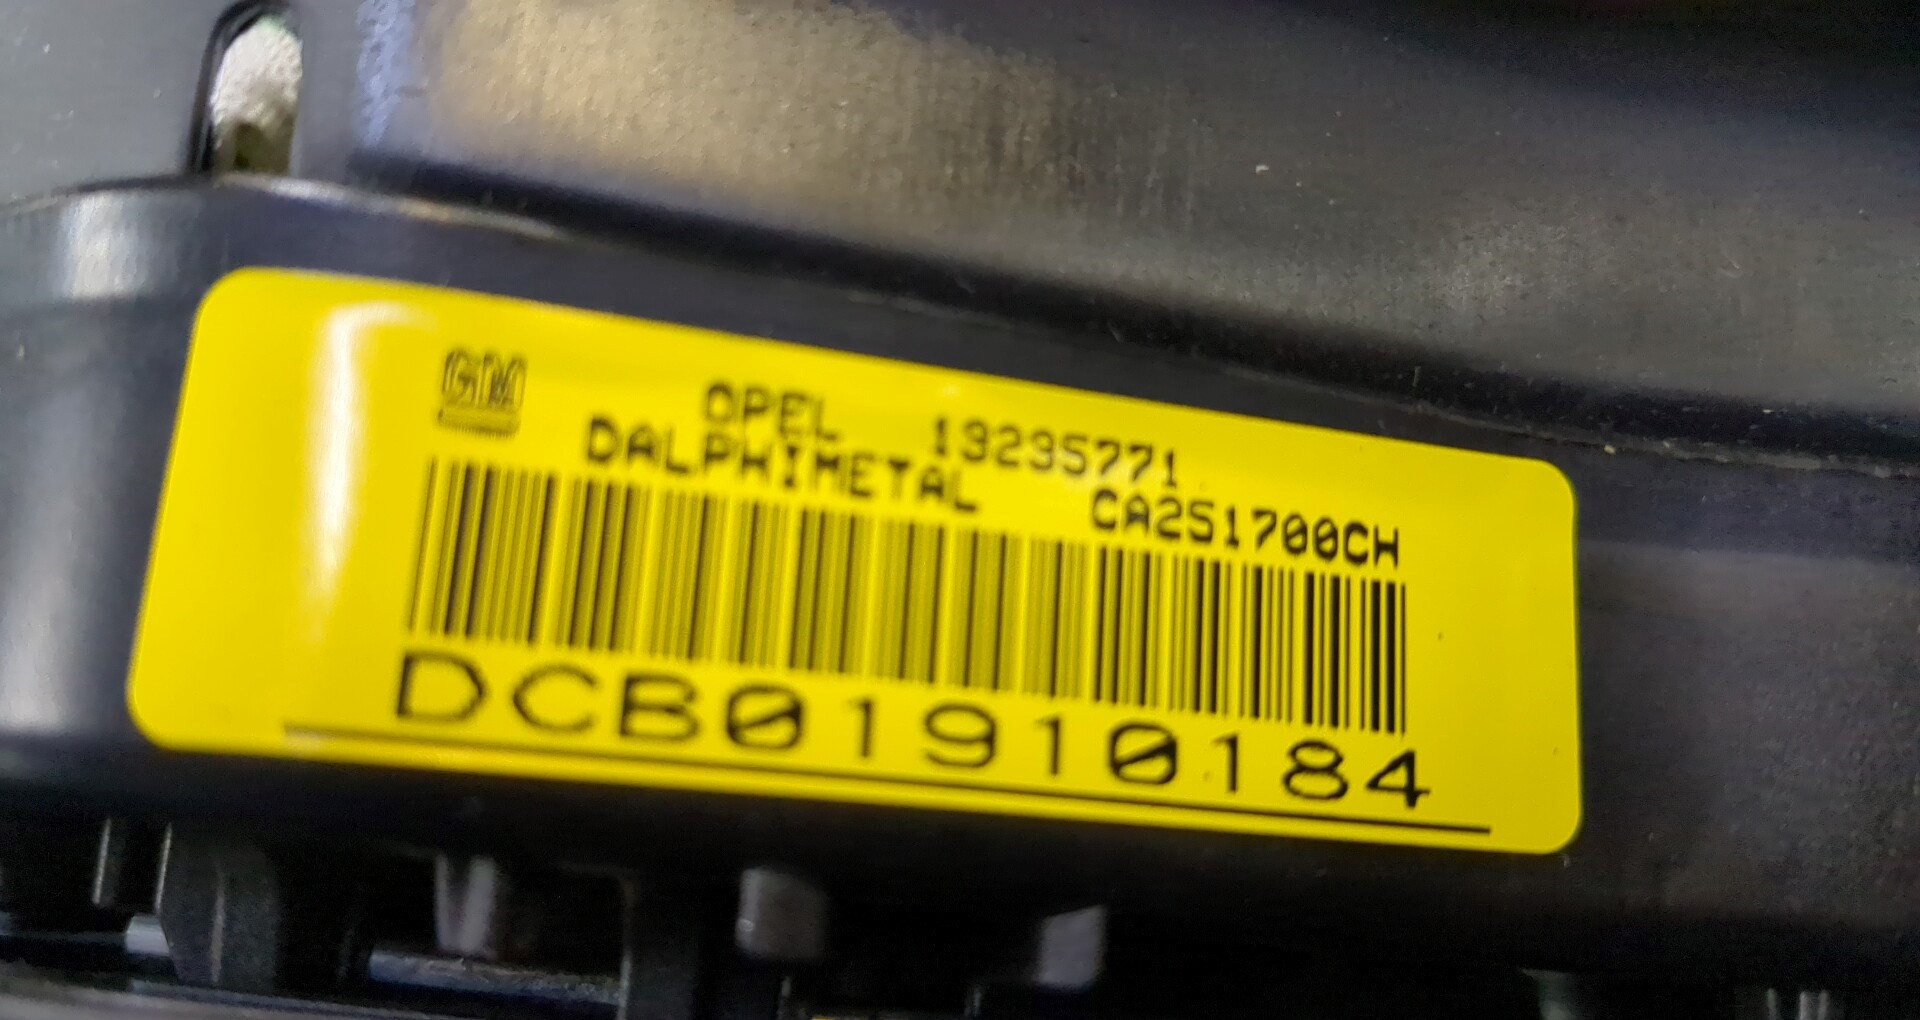 GM OPEL 13235771
DALPHIMETAL CA251700CH
DCB01910184